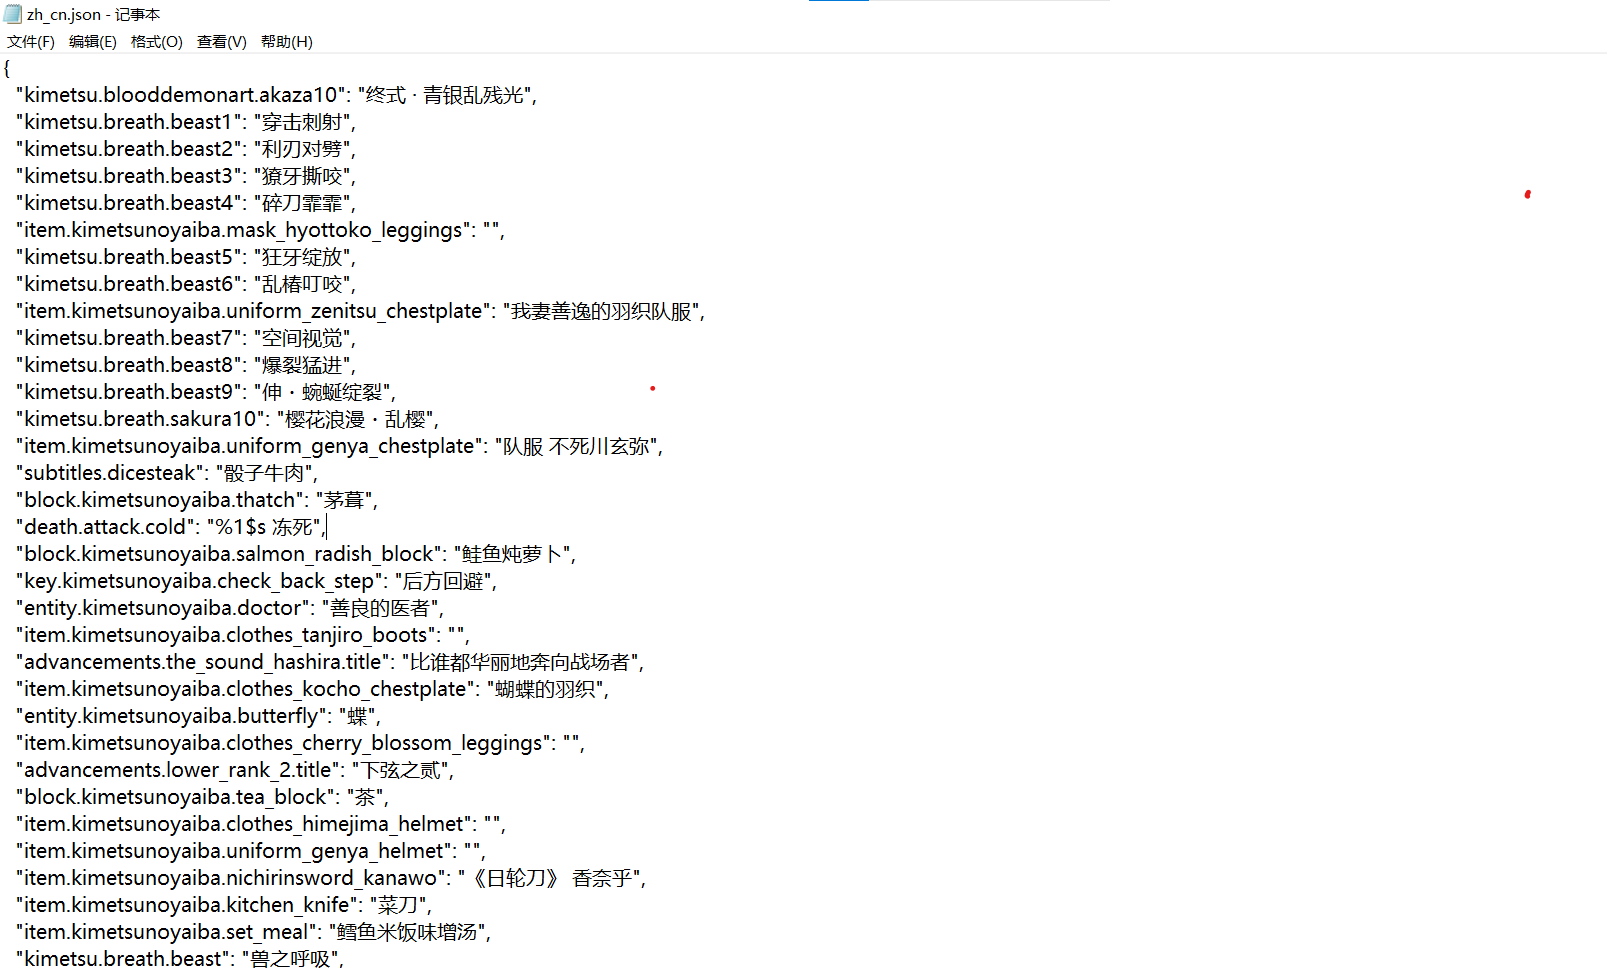 zh_cn.json - 记事本
文件(F) 编辑(E) 格式(O) 查看(V) 帮助(H)
{
"kimetsu.blooddemonart.akaza10": "终式 · 青银乱残光",
"kimetsu.breath.beast1": "穿击刺射",
"kimetsu.breath.beast2": "利刃对劈",
"kimetsu.breath.beast3": "獠牙撕咬",
"kimetsu.breath.beast4": "碎刀霏霏",
"item.kimetsunoyaiba.mask_hyottoko_leggings": "",
"kimetsu.breath.beast5": "狂牙绽放",
"kimetsu.breath.beast6": "乱椿叮咬",
"item.kimetsunoyaiba.uniform_zenitsu_chestplate": "我妻善逸的羽织队服",
"kimetsu.breath.beast7": "空间视觉",
"kimetsu.breath.beast8": "爆裂猛进",
"kimetsu.breath.beast9": "伸・蜿蜒绽裂",
"kimetsu.breath.sakura10": "樱花浪漫・乱樱",
"item.kimetsunoyaiba.uniform_genya_chestplate": "队服 不死川玄弥",
"subtitles.dicesteak": "骰子牛肉",
"block.kimetsunoyaiba.thatch": "茅葺",
"death.attack.cold": "%1$s 冻死",
"block.kimetsunoyaiba.salmon_radish_block": "鲑鱼炖萝卜",
"key.kimetsunoyaiba.check_back_step": "后方回避",
"entity.kimetsunoyaiba.doctor": "善良的医者",
"item.kimetsunoyaiba.clothes_tanjiro_boots": "",
"advancements.the_sound_hashira.title": "比谁都华丽地奔向战场者",
"item.kimetsunoyaiba.clothes_kocho_chestplate": "蝴蝶的羽织",
"entity.kimetsunoyaiba.butterfly": "蝶",
"item.kimetsunoyaiba.clothes_cherry_blossom_leggings": "",
"advancements.lower_rank_2.title": "下弦之贰",
"block.kimetsunoyaiba.tea_block": "茶",
"item.kimetsunoyaiba.clothes_himejima_helmet": "",
"item.kimetsunoyaiba.uniform_genya_helmet": "",
"item.kimetsunoyaiba.nichirinsword_kanawo": "《日轮刀》 香奈乎",
"item.kimetsunoyaiba.kitchen_knife": "菜刀",
"item.kimetsunoyaiba.set_meal": "鳕鱼米饭味增汤",
"kimetsu.breath.beast": "兽之呼吸",